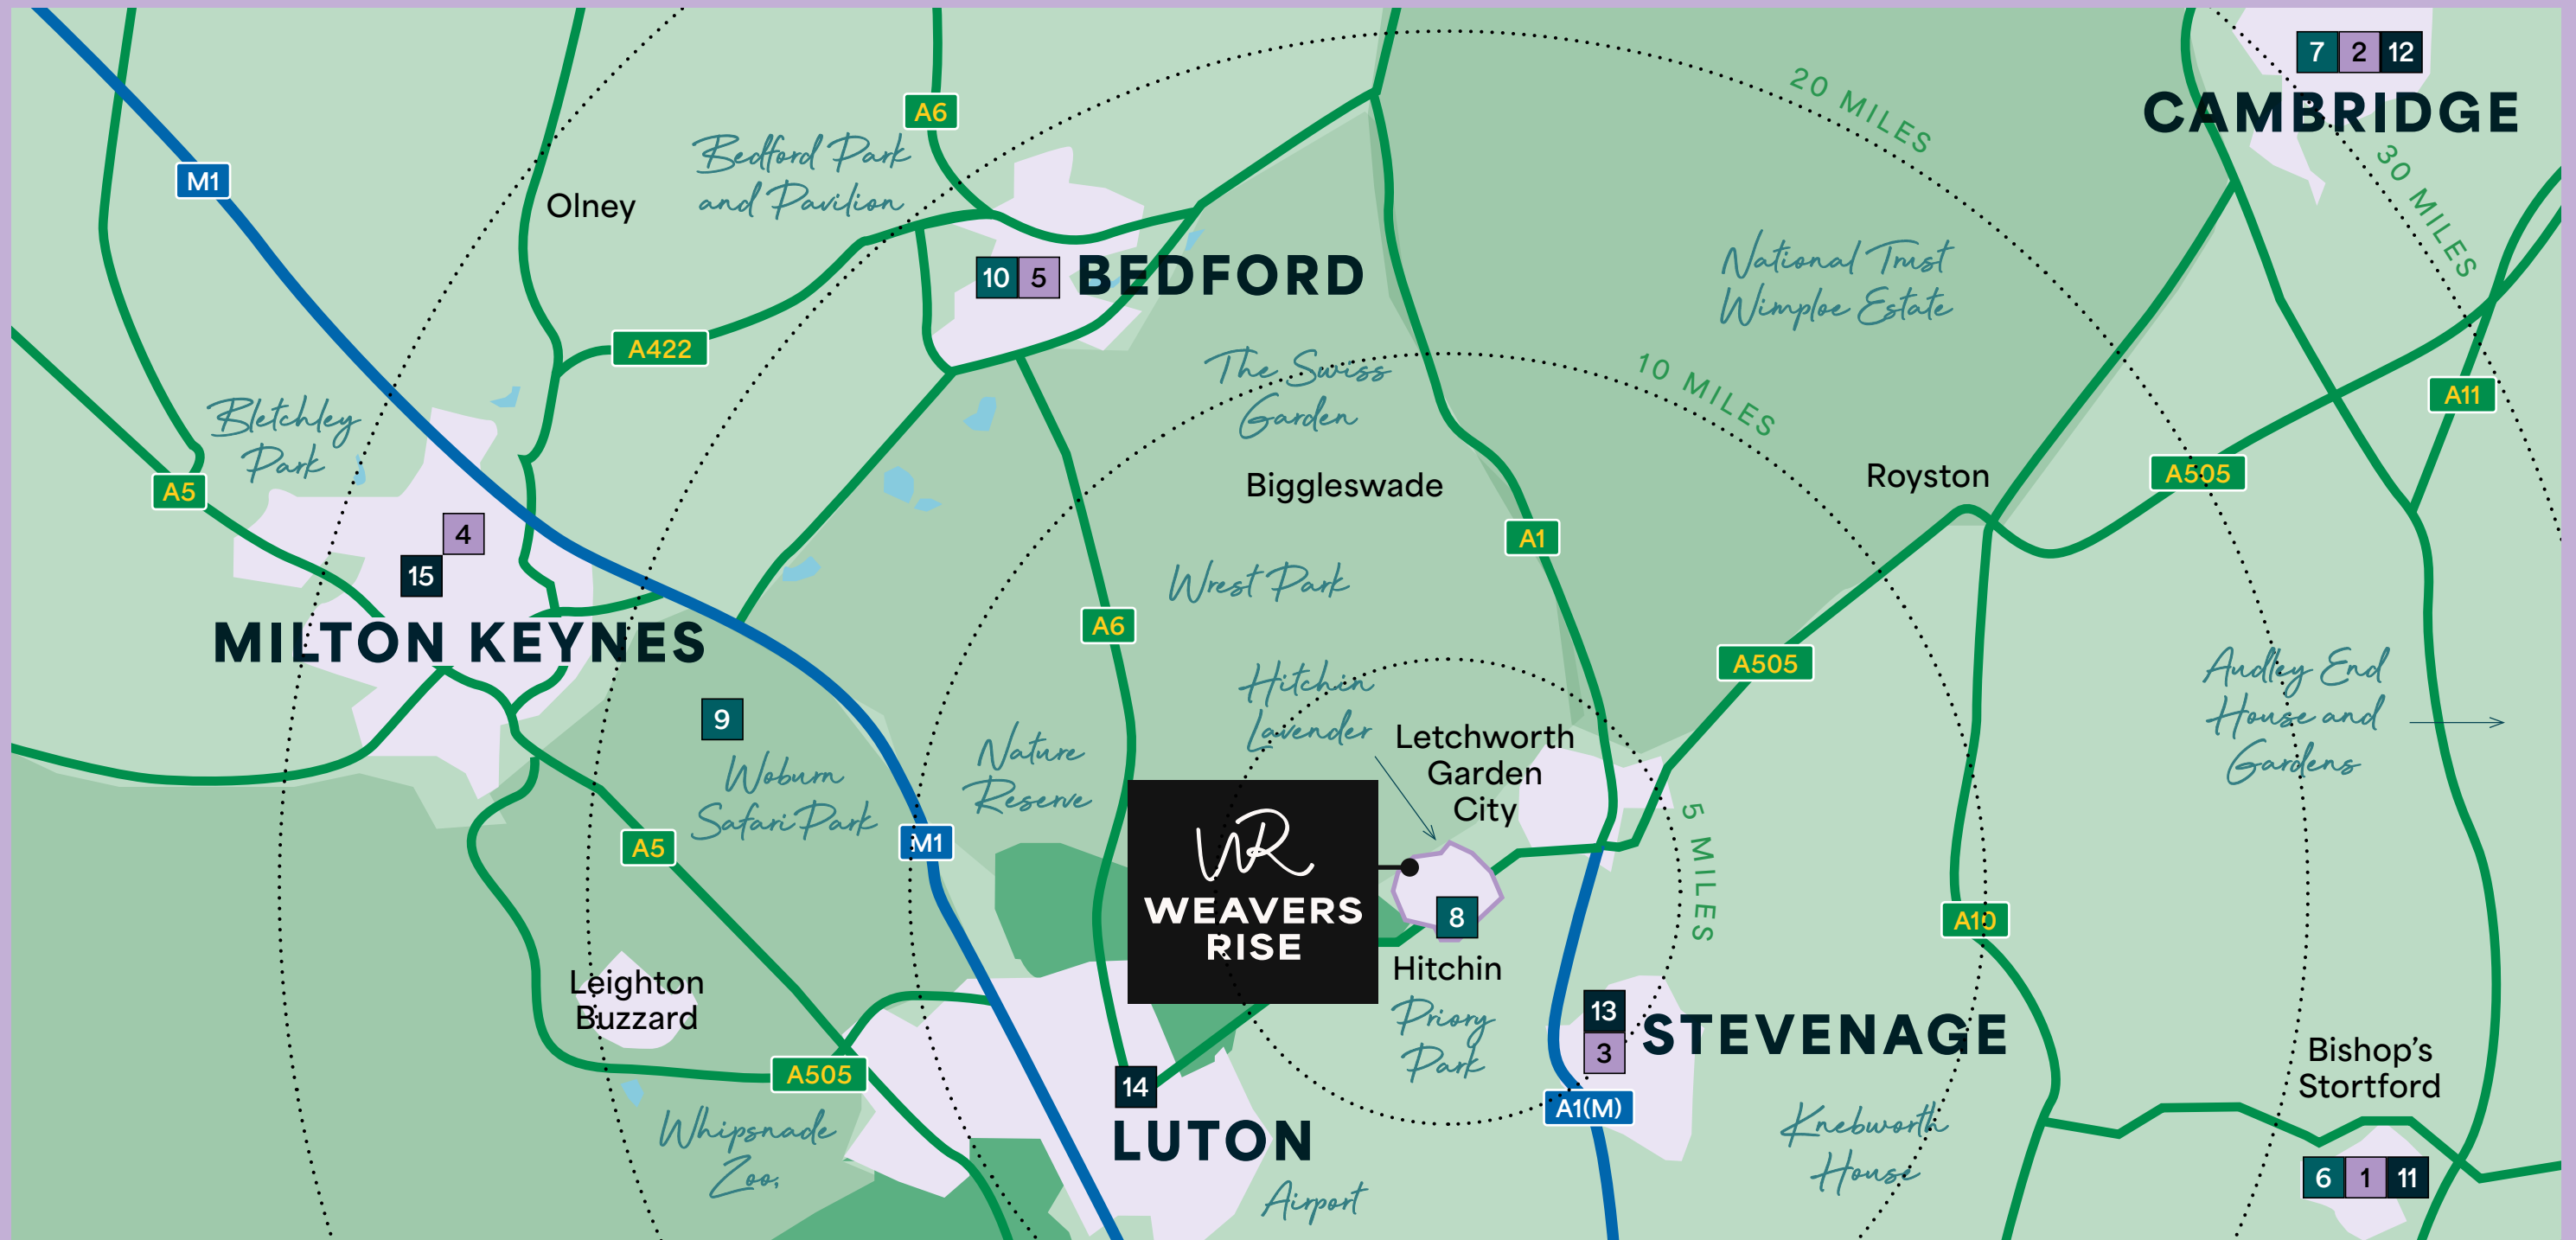 7 2 12
CAMBRIDGE
20 MILES
30 MILES
A6
Bedford Park
and Pavilion
M1
Olney
10 5 BEDFORD
National Trust
Wimploe Estate
A422
The Swiss
Garden
10 MILES
A11
Bletchley
Park
A5
Biggleswade
Royston
A505
4
15
A1
Wrest Park
A6
MILTON KEYNES
A505
Hitchin
Lavender
Audley End
House and
Gardens
9
Woburn
Safari Park
Nature
Reserve
Letchworth
Garden
City
5 MILES
A5
M1
WR
WEAVERS
RISE
8
Hitchin
A10
Leighton
Buzzard
Priory
Park
13
3
STEVENAGE
A505
14
LUTON
A1(M)
Bishop's
Stortford
Whipsnade
Zoo,
Knebworth
House
Airport
6 1 11